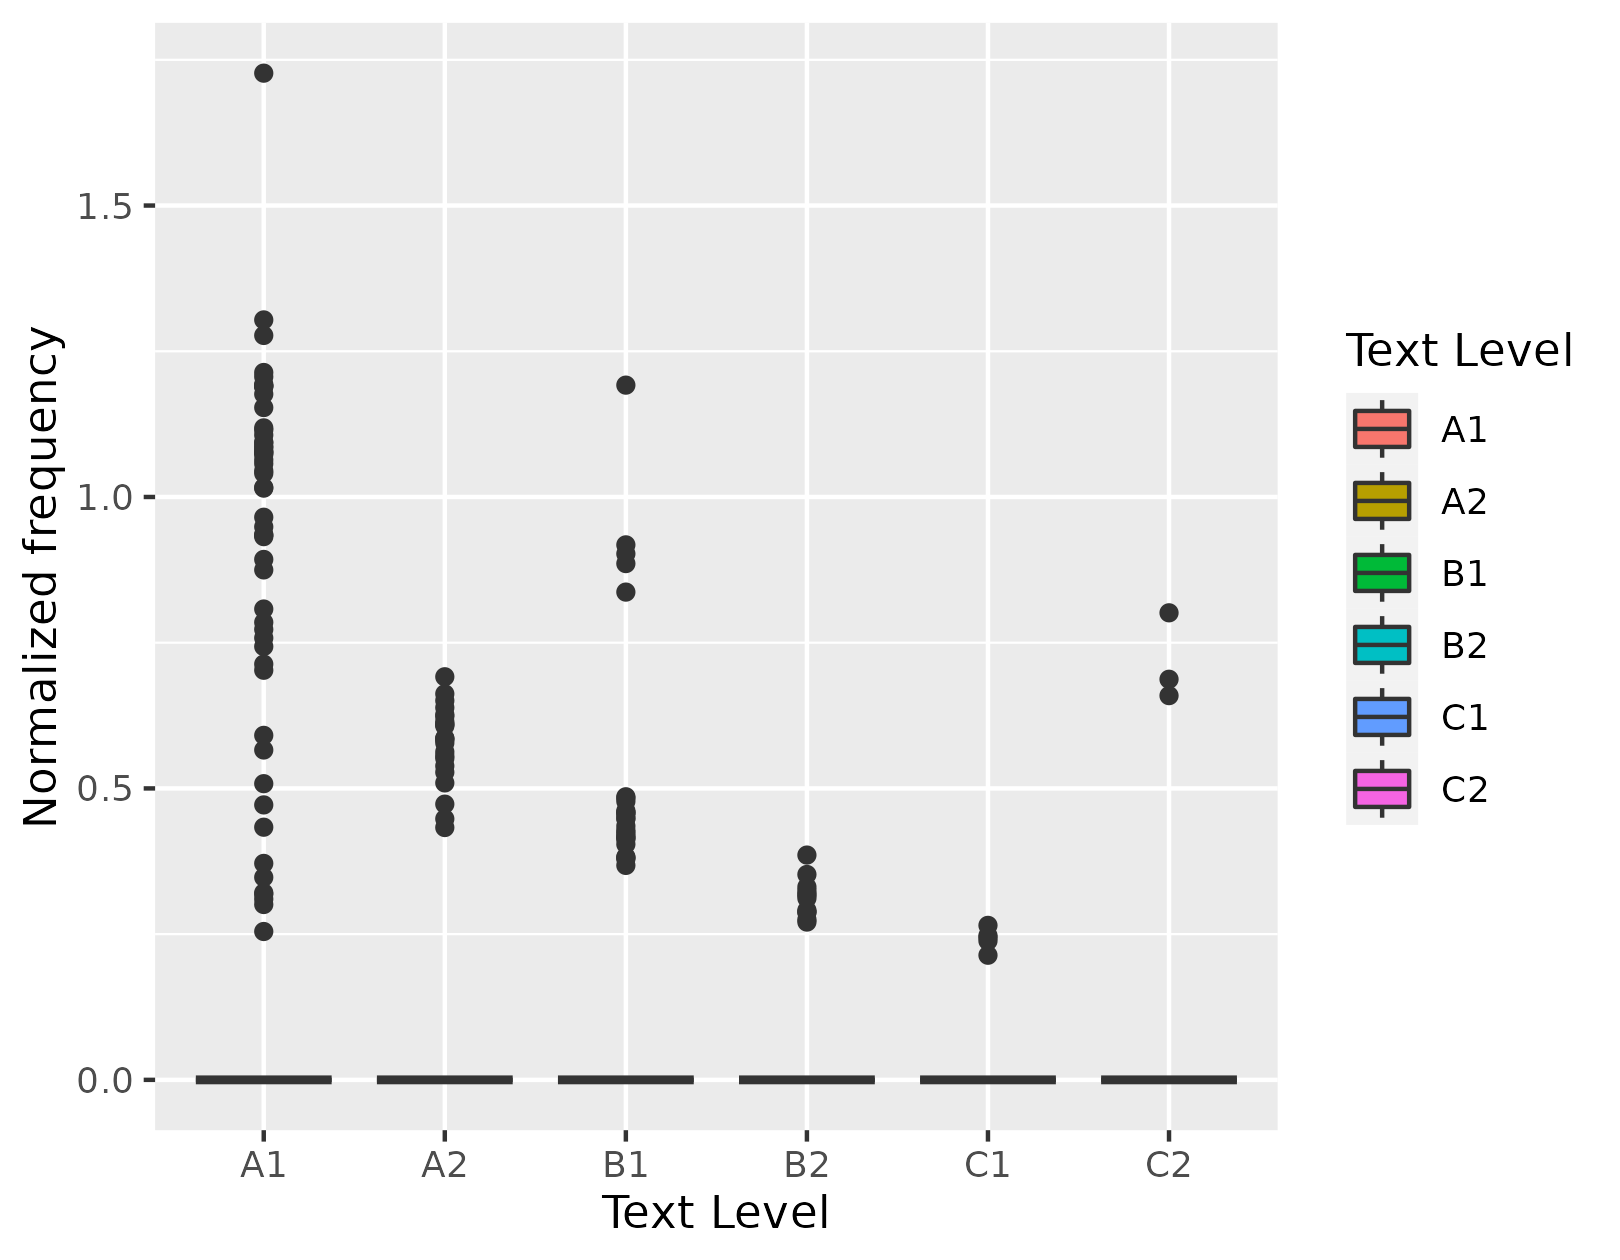 Normalized frequency
1.5
1.0
0.5
0.0
A1 A2 B1 B2 C1 C2
Text Level
Text Level
A1
A2
B1
B2
C1
C2